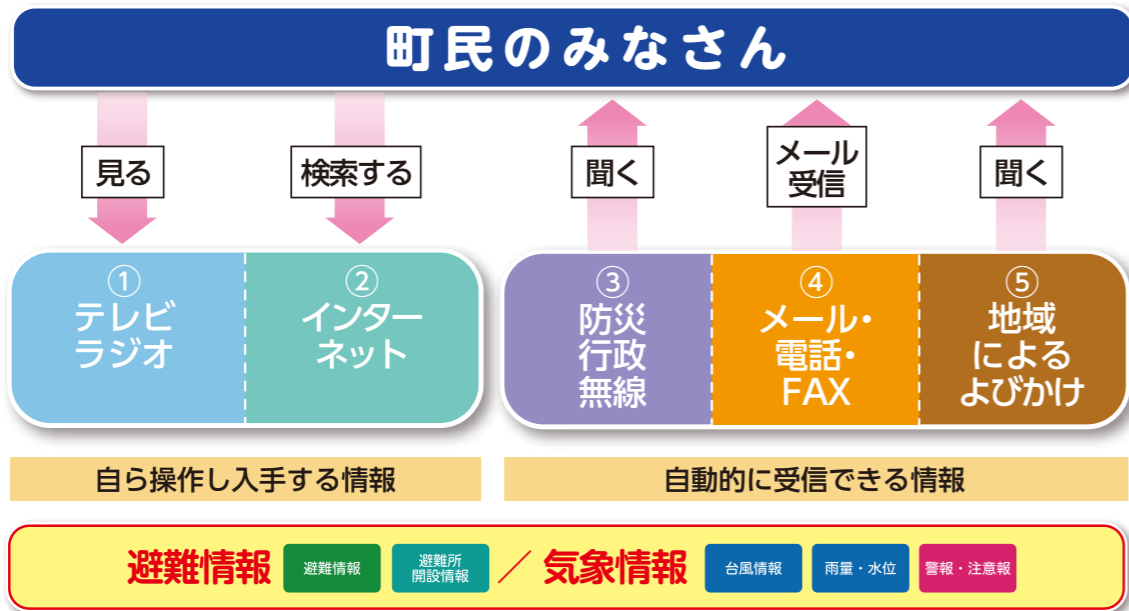 町民のみなさん
見る
検索する
聞く
メール
受信
聞く
①
テレビ
ラジオ
②
インター
ネット
③
防災
行政
無線
④
メール・
電話・
FAX
⑤
地域
による
よびかけ
自ら操作し入手する情報
自動的に受信できる情報
避難情報
避難情報
避難所
開設情報
／
気象情報
台風情報
雨量・水位
警報・注意報